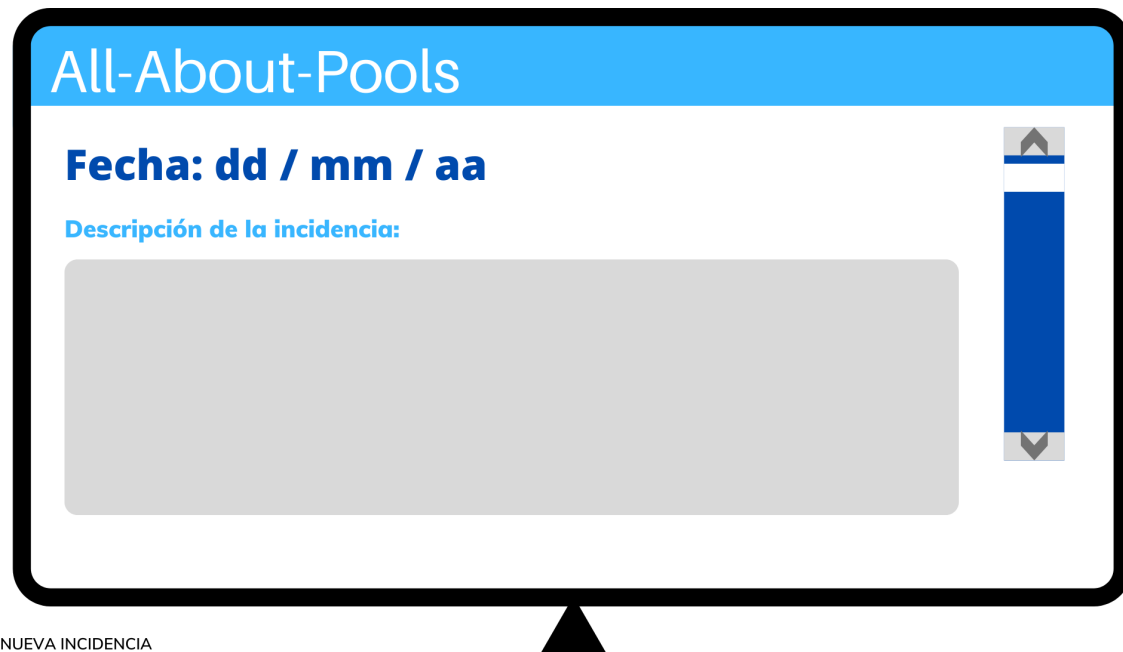 All-About-Pools
Fecha: dd / mm / aa
Descripción de la incidencia:
NUEVA INCIDENCIA